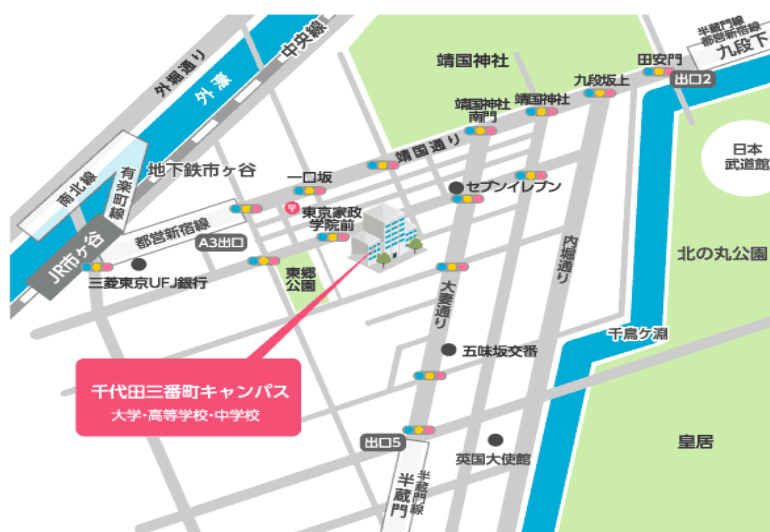 半蔵門線
都営新宿線
九段下
田安門
出口2
中央線
外堀通り
外濠
靖国神社
九段坂上
靖国神社
靖国神社
南門
靖国通り
日本
武道館
南北線
有楽町線
地下鉄市ヶ谷
一口坂
セブンイレブン
東京家政
学院前
都営新宿線
A3出口
JR市ヶ谷
三菱東京UFJ銀行
東郷
公園
内堀通り
北の丸公園
大妻通り
千鳥ケ淵
五味坂交番
千代田三番町キャンパス
大学・高等学校・中学校
出口5
半蔵門線
半蔵門
英国大使館
皇居